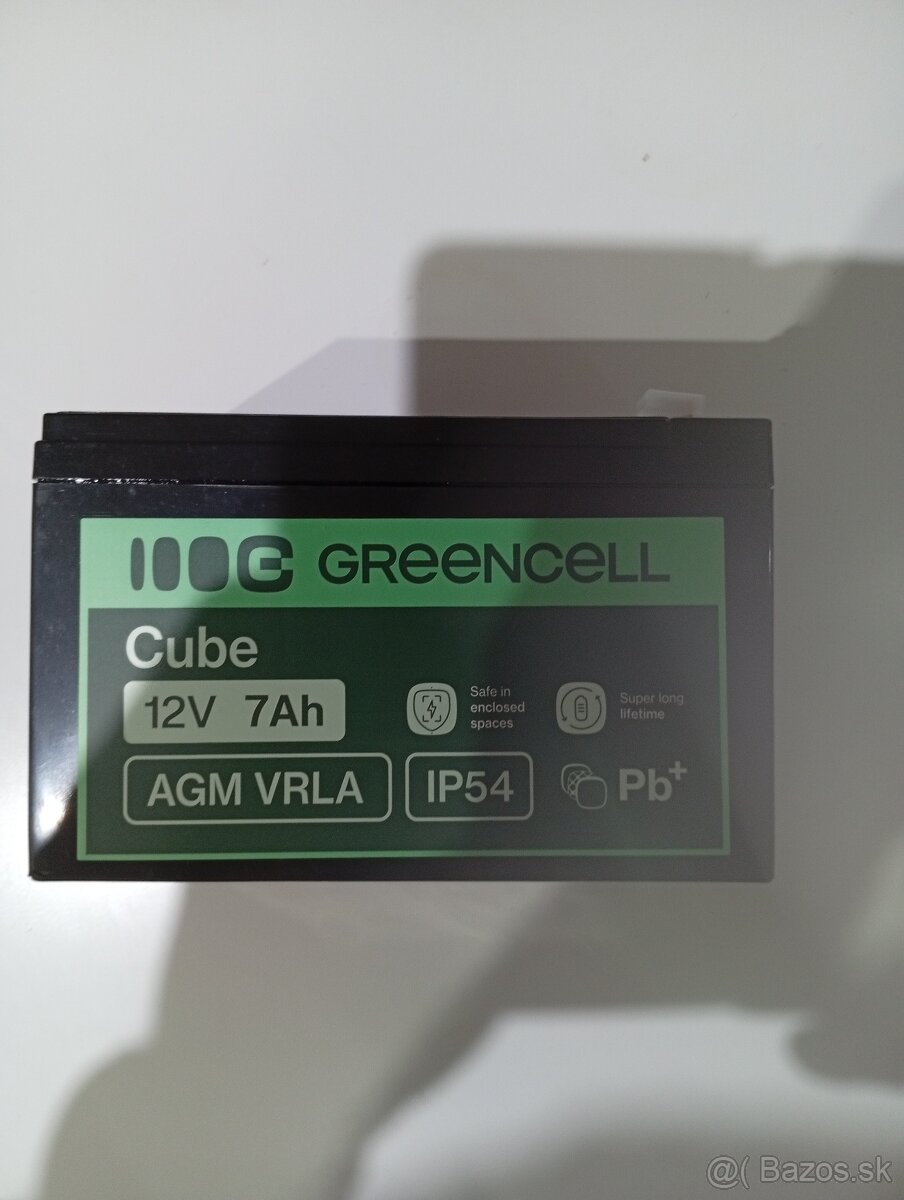 GREENCELL
Cube
12V 7Ah
Safe in
enclosed
spaces
Super long
lifetime
AGM VRLA
IP54
Pb+
@( Bazos.sk